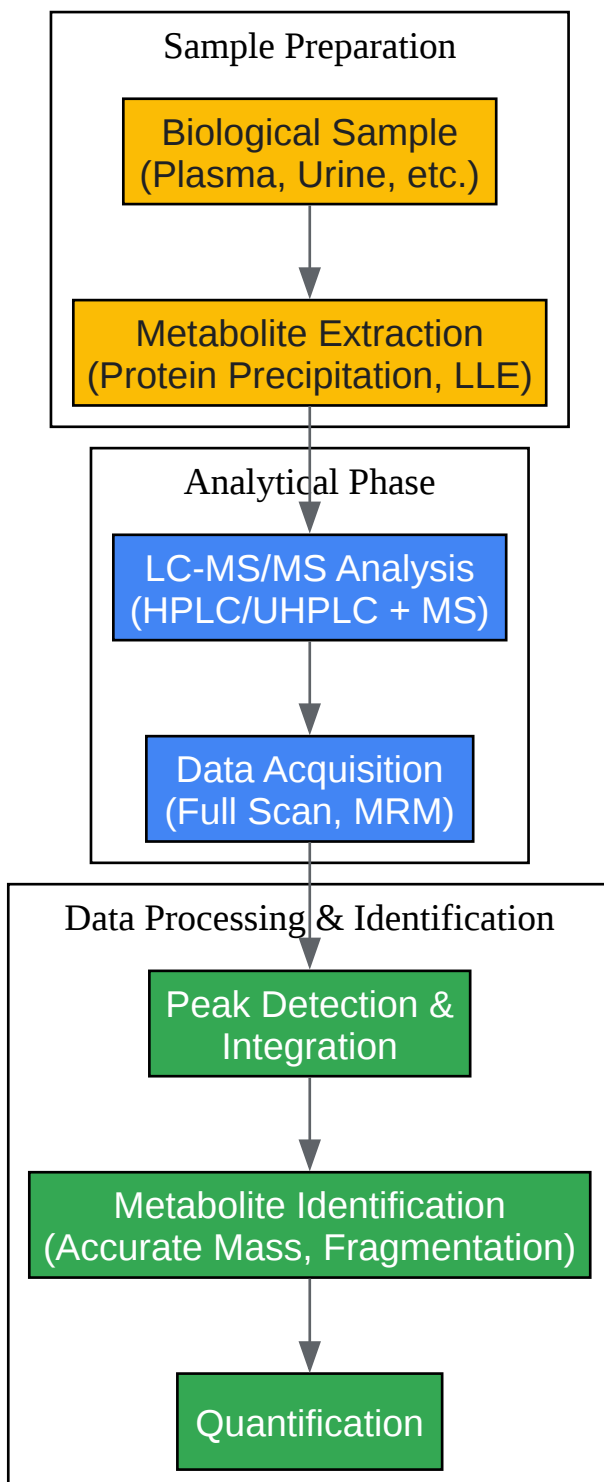 Sample Preparation
Biological Sample
(Plasma, Urine, etc.)
Metabolite Extraction
(Protein Precipitation, LLE)
Analytical Phase
LC-MS/MS Analysis
(HPLC/UHPLC + MS)
Data Acquisition
(Full Scan, MRM)
Data Processing & Identification
Peak Detection &
Integration
Metabolite Identification
(Accurate Mass, Fragmentation)
Quantification